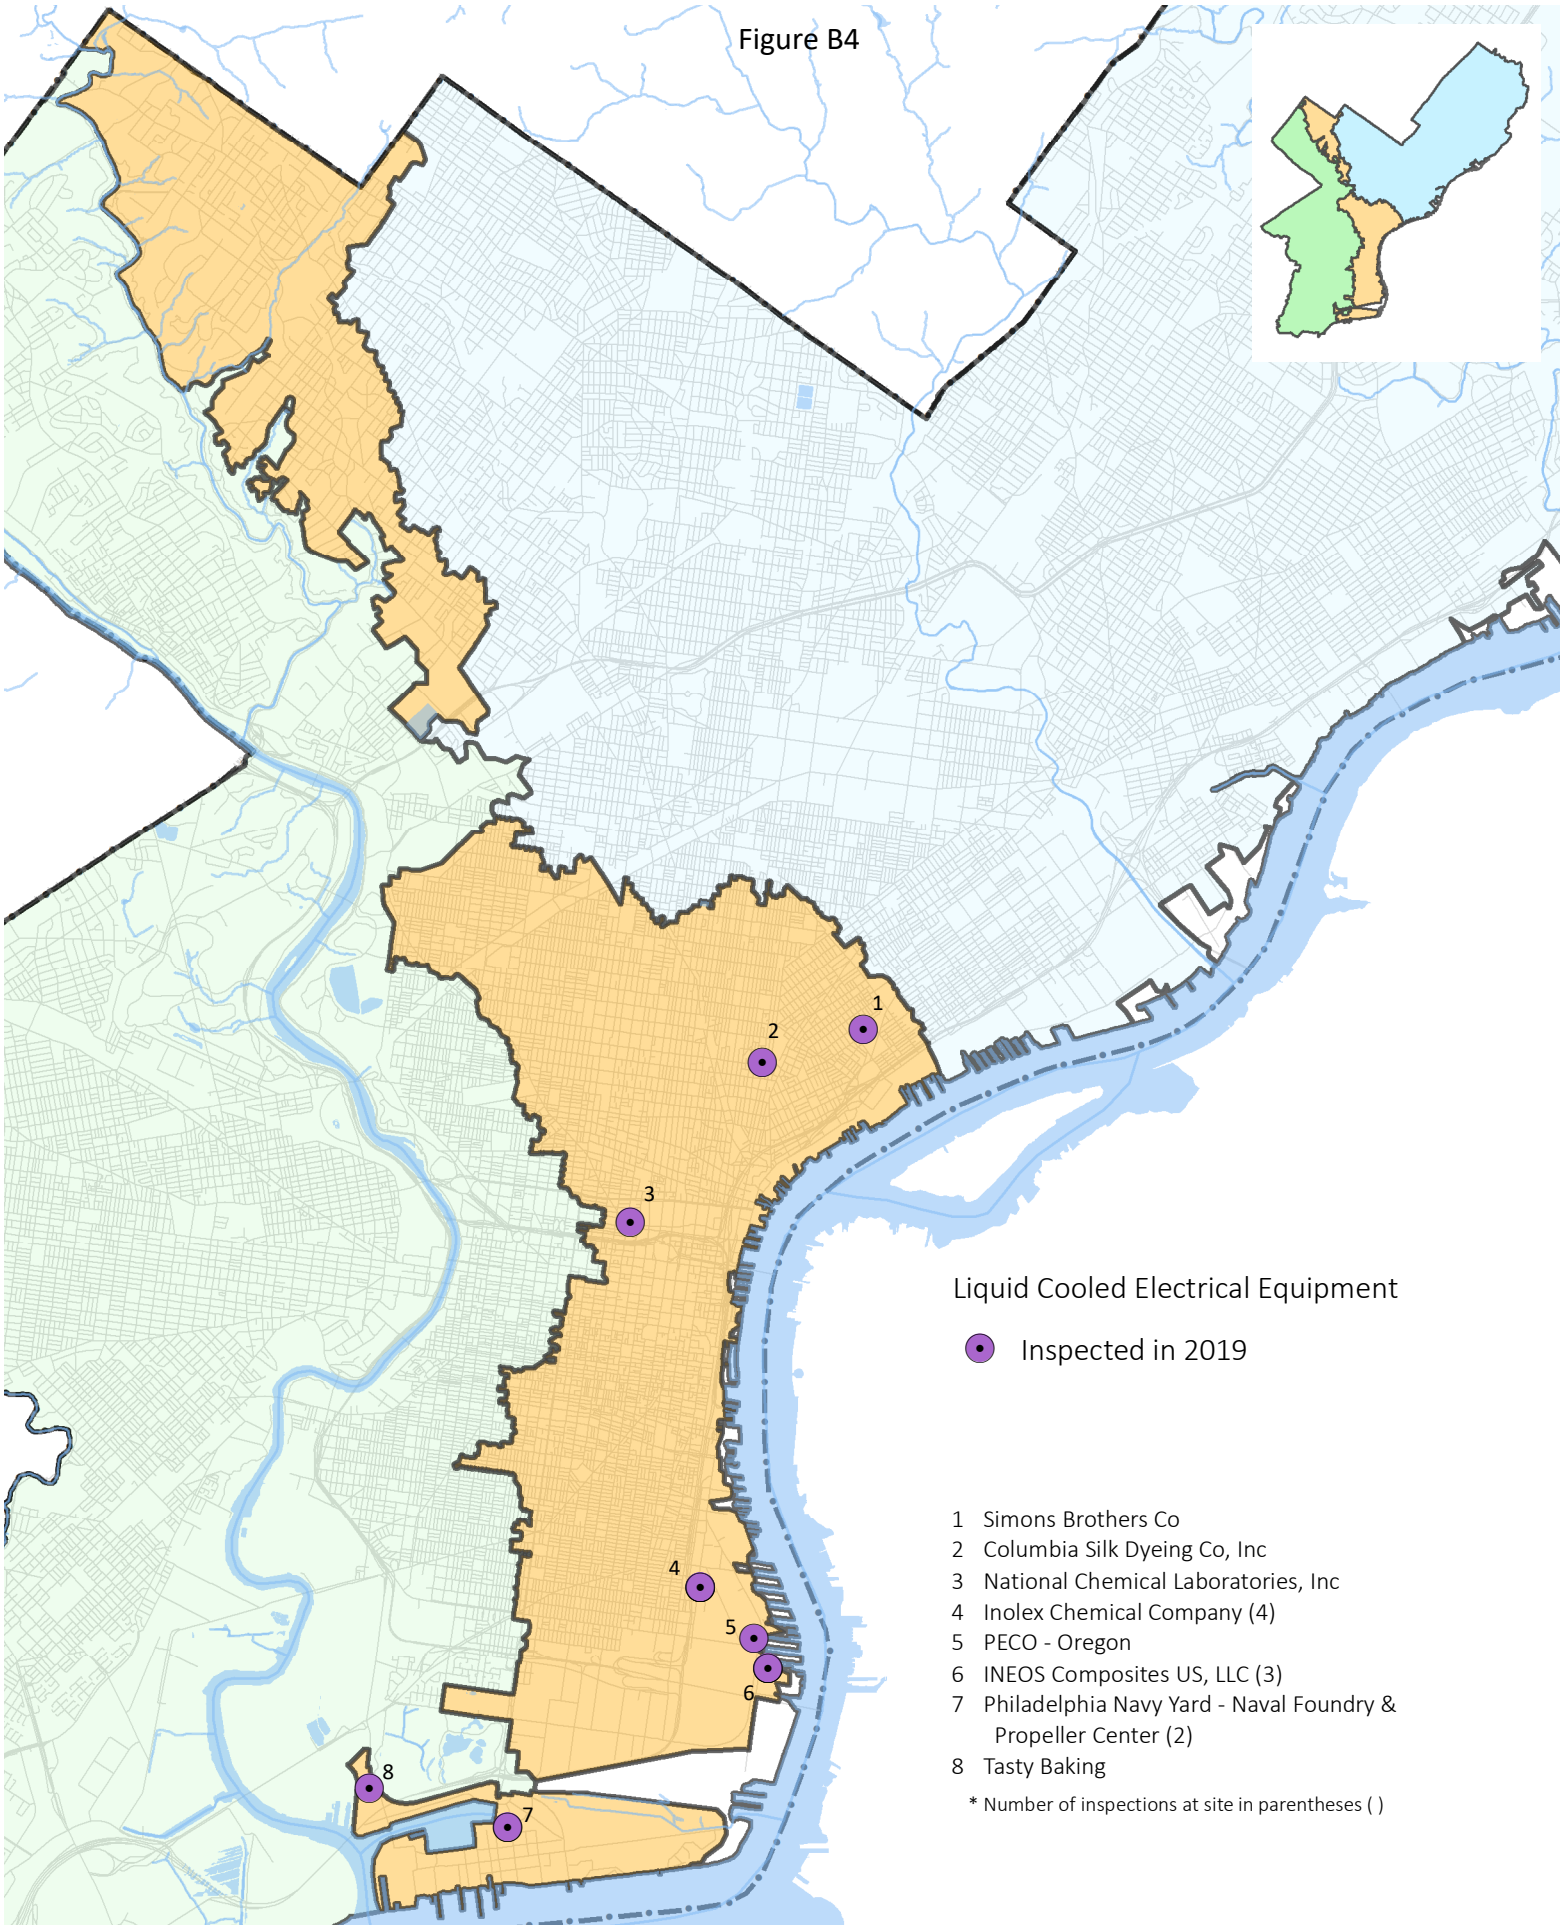 Figure B4
1
2
3
Liquid Cooled Electrical Equipment
Inspected in 2019
4
5
6
8
7
1 Simons Brothers Co
2 Columbia Silk Dyeing Co, Inc
3 National Chemical Laboratories, Inc
4 Inolex Chemical Company (4)
5 PECO - Oregon
6 INEOS Composites US, LLC (3)
7 Philadelphia Navy Yard - Naval Foundry &
Propeller Center (2)
8 Tasty Baking
* Number of inspections at site in parentheses ( )